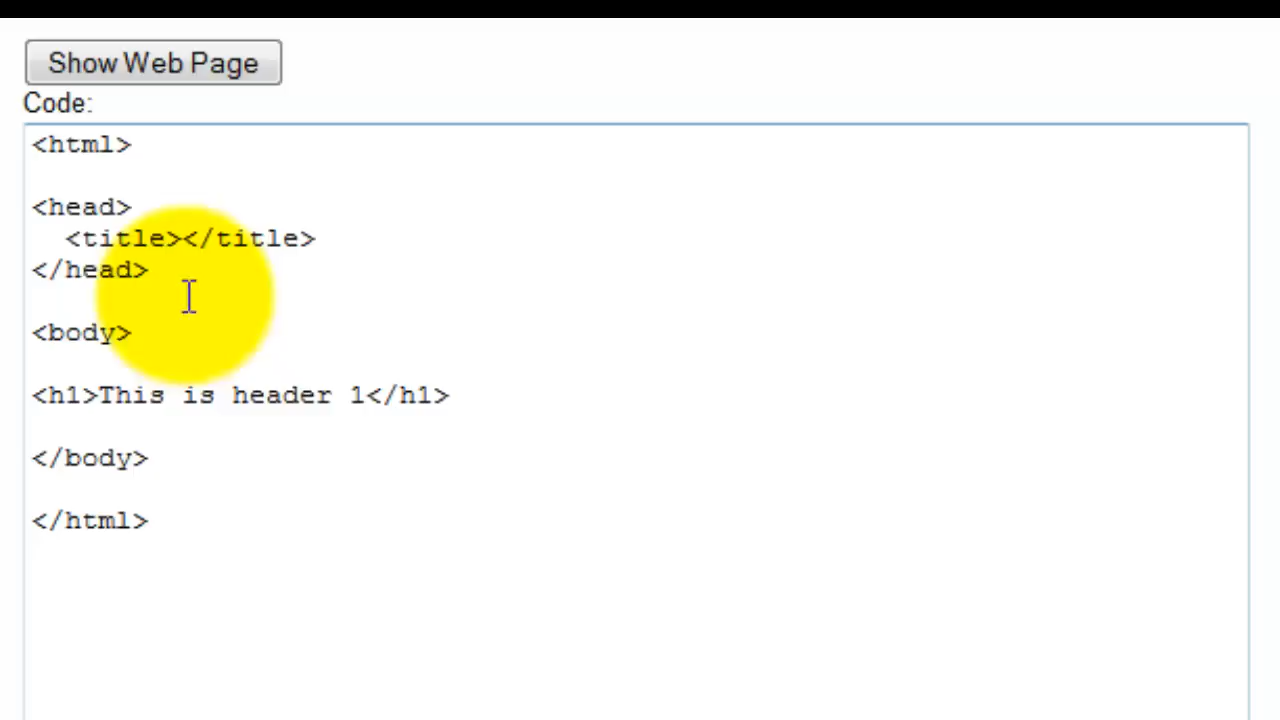 Show Web Page
Code:
<html>
<head>
<title></title>
</head>
<body>
<h1>This is header 1</h1>
</body>
</html>